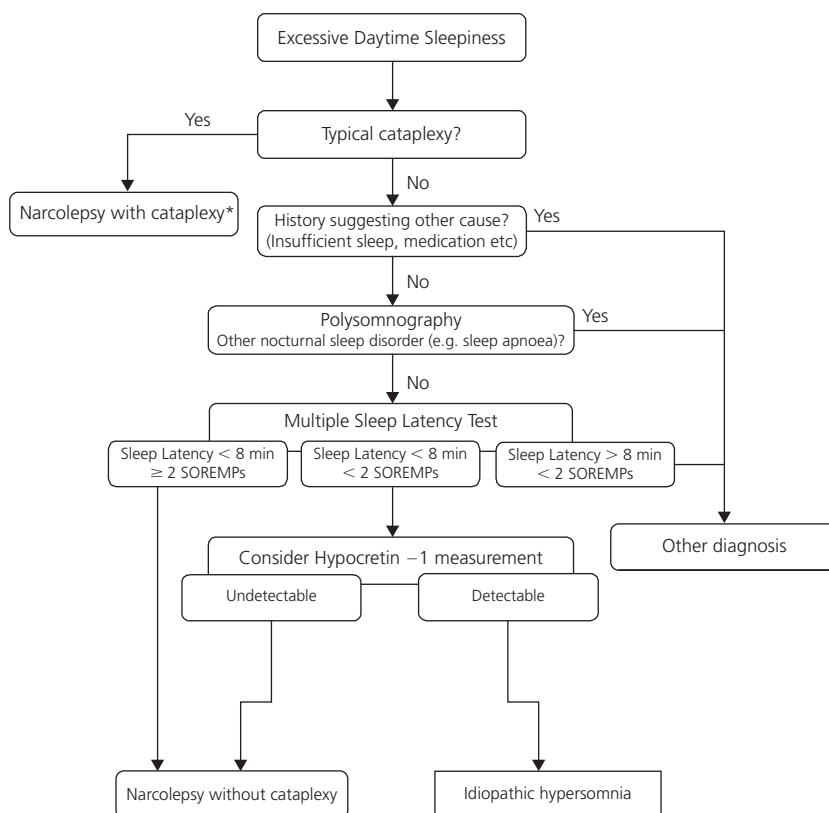 Excessive Daytime Sleepiness
Yes
Typical cataplexy?
No
Narcolepsy with cataplexy*
History suggesting other cause?
(Insufficient sleep, medication etc)
Yes
No
Polysomnography
Other nocturnal sleep disorder (e.g. sleep apnoea)?
Yes
No
Multiple Sleep Latency Test
Sleep Latency < 8 min
≥ 2 SOREMPs
Sleep Latency < 8 min
< 2 SOREMPs
Sleep Latency > 8 min
< 2 SOREMPs
Other diagnosis
Consider Hypocretin −1 measurement
Undetectable
Detectable
Narcolepsy without cataplexy
Idiopathic hypersomnia